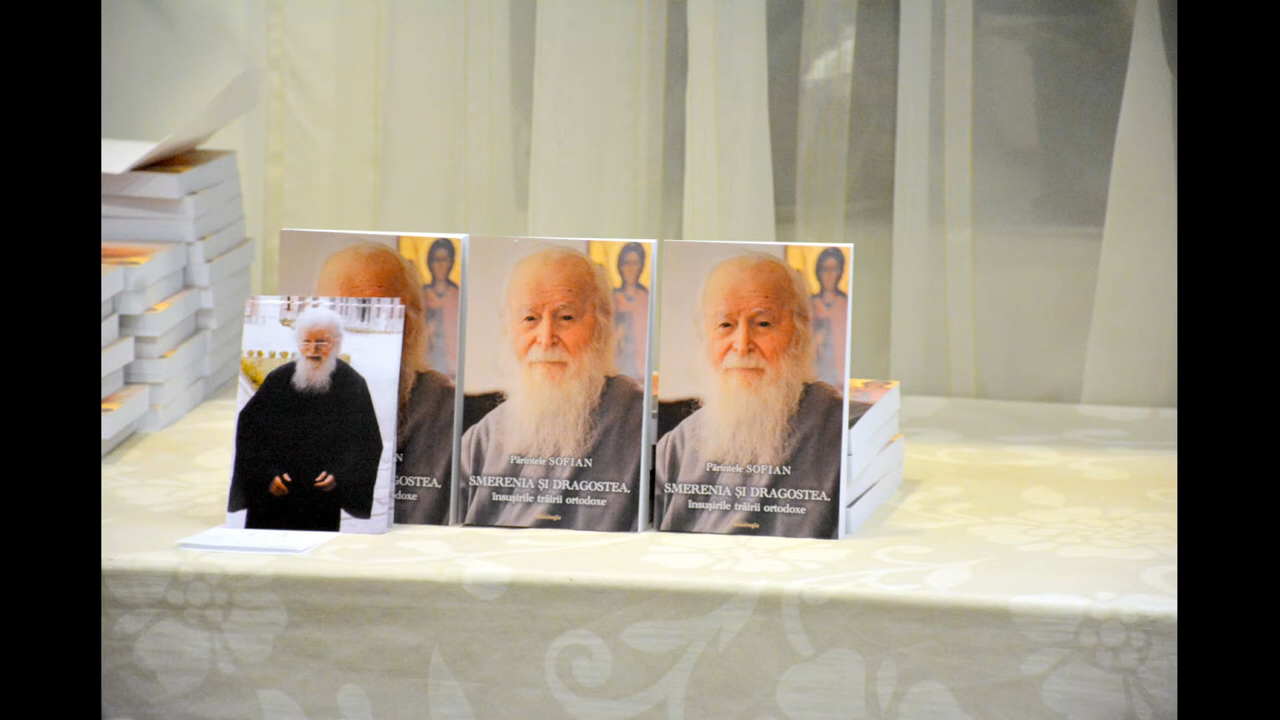 N
GOSTEA,
odoxe
Părintele SOFIAN
SMERENIA ȘI DRAGOSTEA,
însușirile trăirii ortodoxe
Părintele SOFIAN
SMERENIA ȘI DRAGOSTEA,
însușirile trăirii ortodoxe